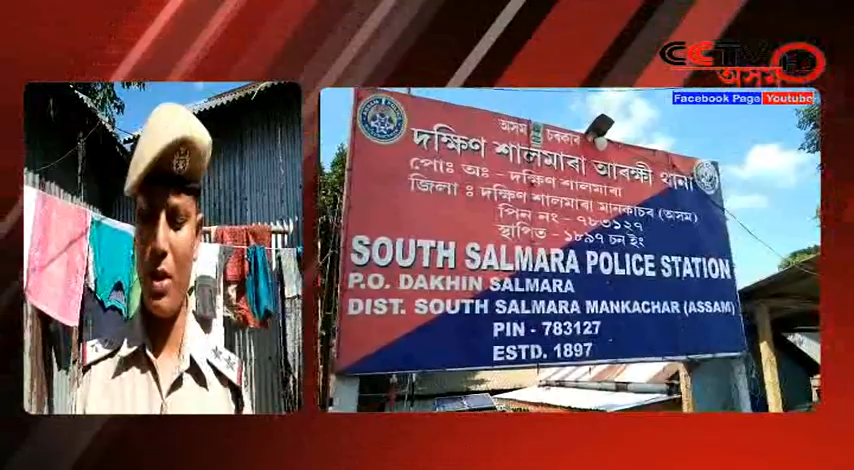 CCTV HD
অসম
Facebook Page Youtube
অসম চৰকাৰ
দক্ষিণ শালমাৰা আৰক্ষী থানা
পোঃ অঃ - দক্ষিণ শালমাৰা
জিলা ঃ দক্ষিণ শালমাৰা মানকাচৰ (অসম)
পিন নং - ৭৮৩১২৭
স্থাপিত - ১৮৯৭ চন ইং
SOUTH SALMARA POLICE STATION
P.O. DAKHIN SALMARA
DIST. SOUTH SALMARA MANKACHAR (ASSAM)
PIN - 783127
ESTD. 1897